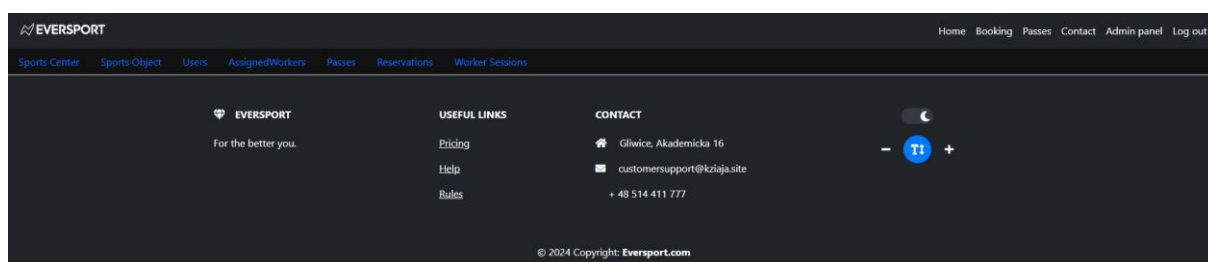 EVERSPORT
Home Booking Passes Contact Admin panel Log out
Sports Center Sports Object Users AssignedWorkers Passes Reservations Worker Sessions
EVERSPORT
For the better you.
USEFUL LINKS
Pricing
Help
Rules
CONTACT
Gliwice, Akademicka 16
customersupport@kziaja.site
+ 48 514 411 777
T
© 2024 Copyright: Eversport.com